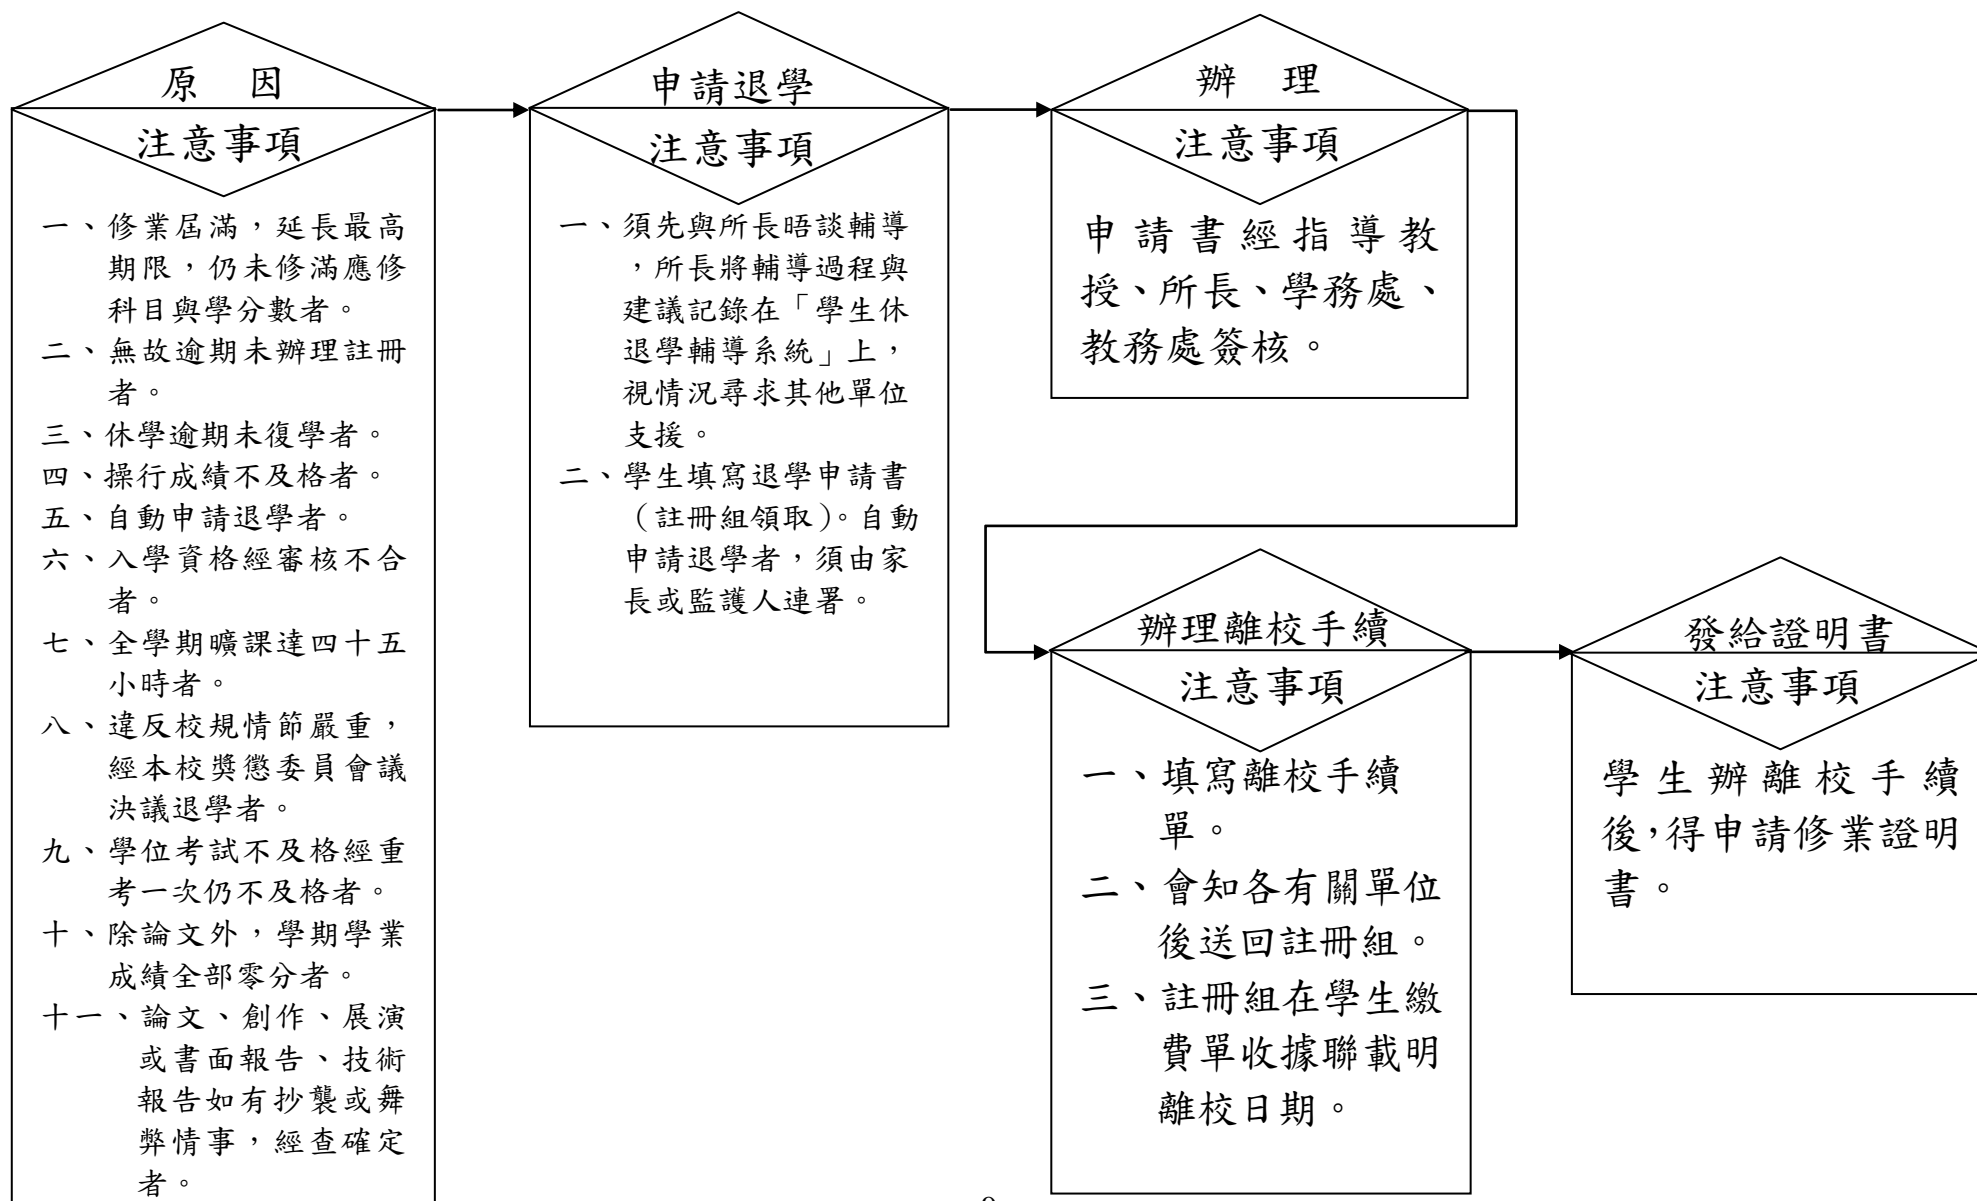 原　因
注意事項
一、修業屆滿，延長最高
期限，仍未修滿應修
科目與學分數者。
二、無故逾期未辦理註冊
者。
三、休學逾期未復學者。
四、操行成績不及格者。
五、自動申請退學者。
六、入學資格經審核不合
者。
七、全學期曠課達四十五
小時者。
八、違反校規情節嚴重，
經本校獎懲委員會議
決議退學者。
九、學位考試不及格經重
考一次仍不及格者。
十、除論文外，學期學業
成績全部零分者。
十一、論文、創作、展演
或書面報告、技術
報告如有抄襲或舞
弊情事，經查確定
者。
申請退學
注意事項
一、須先與所長晤談輔導
，所長將輔導過程與
建議記錄在「學生休
退學輔導系統」上，
視情況尋求其他單位
支援。
二、學生填寫退學申請書
（註冊組領取）。自動
申請退學者，須由家
長或監護人連署。
辦　理
注意事項
申請書經指導教
授、所長、學務處、
教務處簽核。
辦理離校手續
注意事項
一、填寫離校手續
單。
二、會知各有關單位
後送回註冊組。
三、註冊組在學生繳
費單收據聯載明
離校日期。
發給證明書
注意事項
學生辦離校手續
後，得申請修業證明
書。